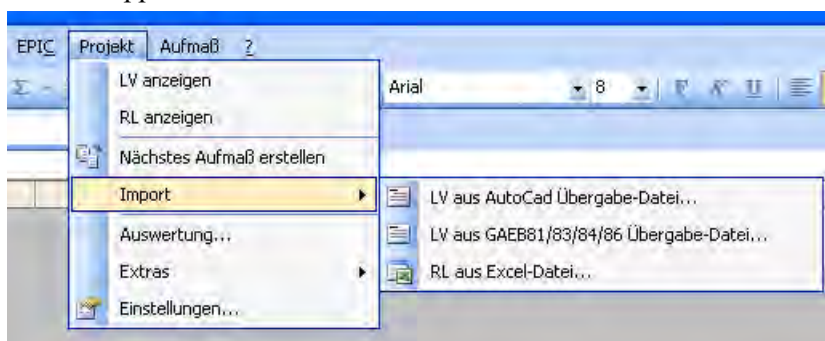 EPIC Projekt Aufmaß ?
LV anzeigen
Arial 8 F K U
RL anzeigen
Nächstes Aufmaß erstellen
Import
LV aus AutoCad Übergabe-Datei...
LV aus GAEB81/83/84/86 Übergabe-Datei...
RL aus Excel-Datei...
Auswertung...
Extras
Einstellungen...